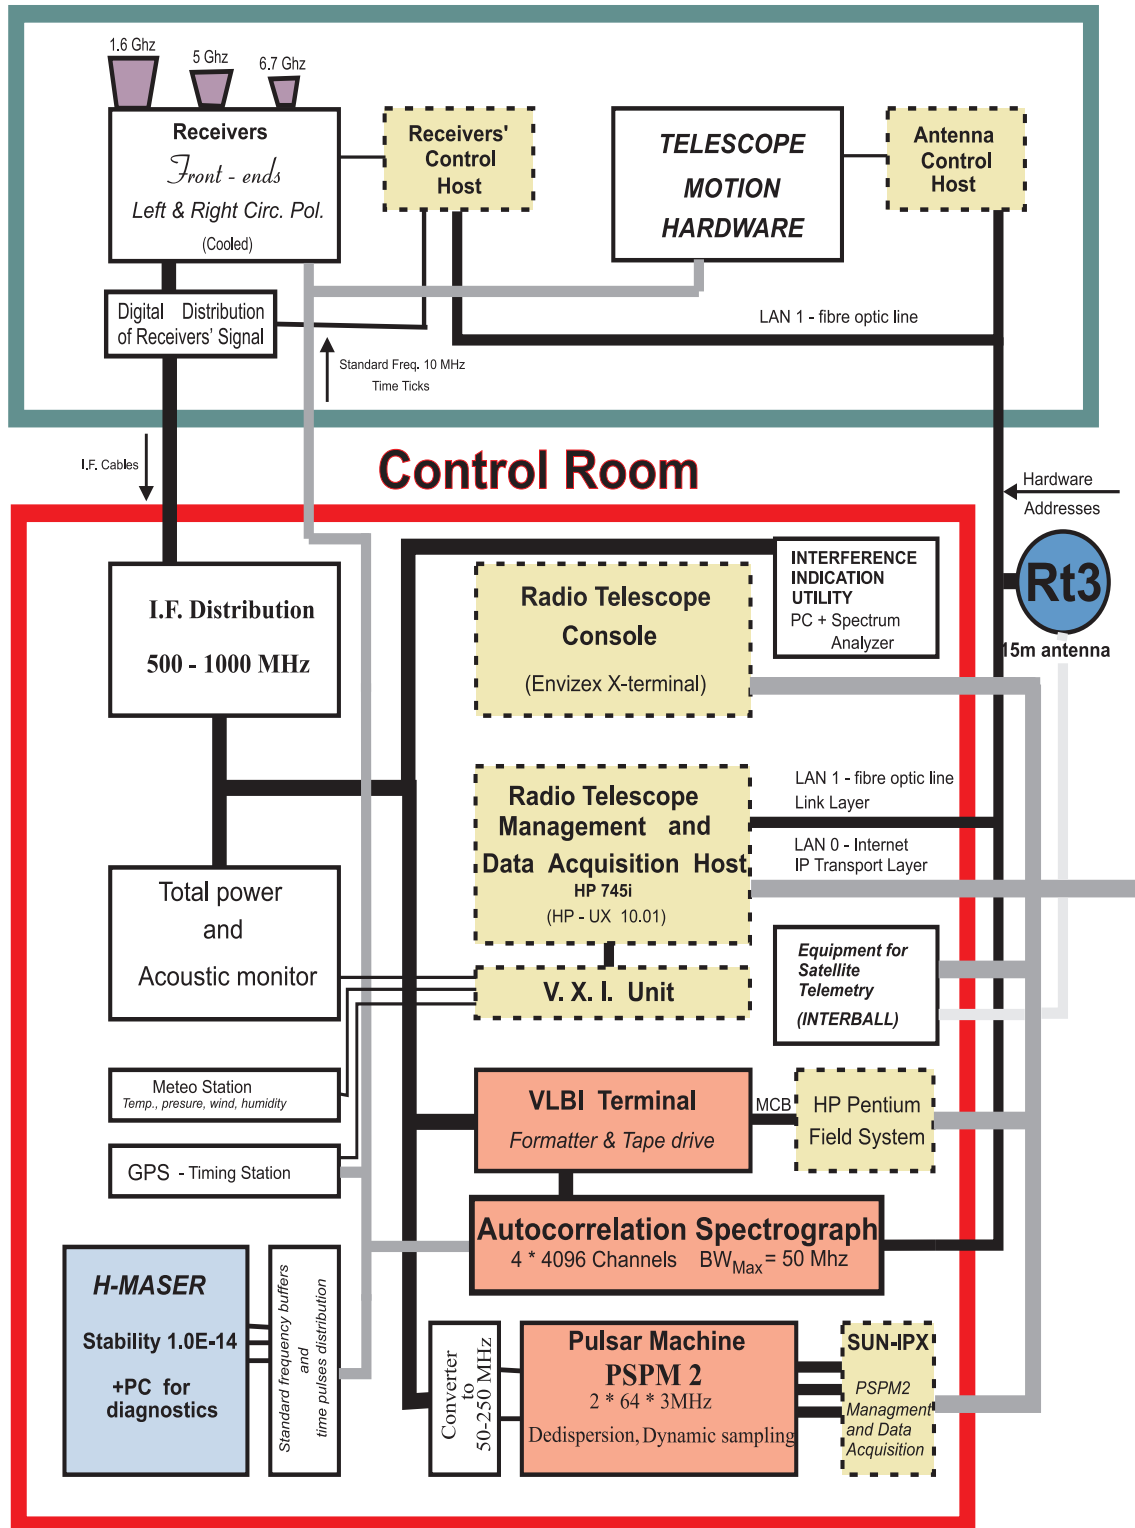 1.6 Ghz
5 Ghz
6.7 Ghz
Receivers
Front - ends
Left & Right Circ. Pol.
(Cooled)
Receivers'
Control
Host
TELESCOPE
MOTION
HARDWARE
Antenna
Control
Host
Digital Distribution
of Receivers' Signal
LAN 1 - fibre optic line
Standard Freq. 10 MHz
Time Ticks
I.F. Cables
Control Room
Hardware
Addresses
Rt3
15m antenna
I.F. Distribution
500 - 1000 MHz
Radio Telescope
Console
(Envizex X-terminal)
INTERFERENCE
INDICATION
UTILITY
PC + Spectrum
Analyzer
Radio Telescope
Management and
Data Acquisition Host
HP 745i
(HP - UX 10.01)
LAN 1 - fibre optic line
Link Layer
LAN 0 - Internet
IP Transport Layer
Total power
and
Acoustic monitor
V. X. I. Unit
Equipment for
Satellite
Telemetry
(INTERBALL)
Meteo Station
Temp., presure, wind, humidity
GPS - Timing Station
VLBI Terminal
Formatter & Tape drive
MCB
HP Pentium
Field System
Autocorrelation Spectrograph
4 * 4096 Channels BWMax = 50 Mhz
H-MASER
Stability 1.0E-14
+PC for
diagnostics
Standard frequency buffers
and
time pulses distribution
Converter
to
50-250 MHz
Pulsar Machine
PSPM 2
2 * 64 * 3MHz
Dedispersion, Dynamic sampling
SUN-IPX
PSPM2
Managment
and Data
Acquisition